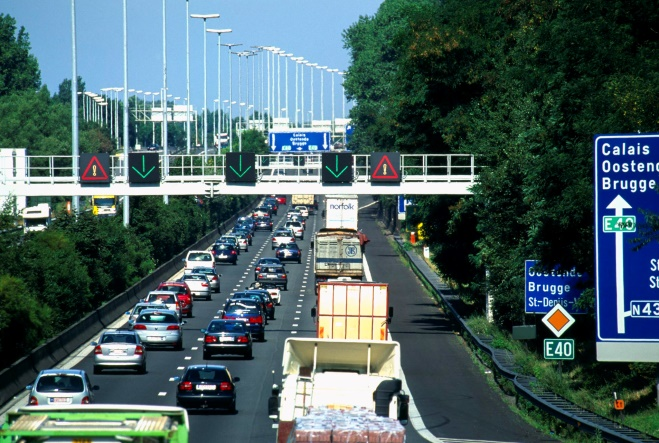 Calais
Oostende
Brugge
norfolk
Calais
Oostende
Brugge
E40
N43
Oostende
Brugge
St-Denijs-
E40